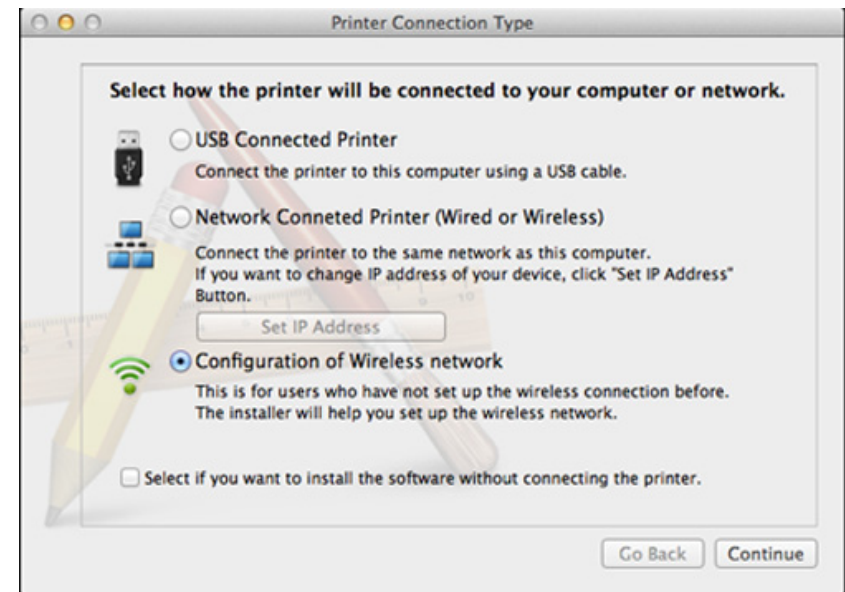 Printer Connection Type
Select how the printer will be connected to your computer or network.
USB Connected Printer
Connect the printer to this computer using a USB cable.
Network Conneted Printer (Wired or Wireless)
Connect the printer to the same network as this computer.
If you want to change IP address of your device, click "Set IP Address"
Button.
Set IP Address
Configuration of Wireless network
This is for users who have not set up the wireless connection before.
The installer will help you set up the wireless network.
Select if you want to install the software without connecting the printer.
Go Back Continue